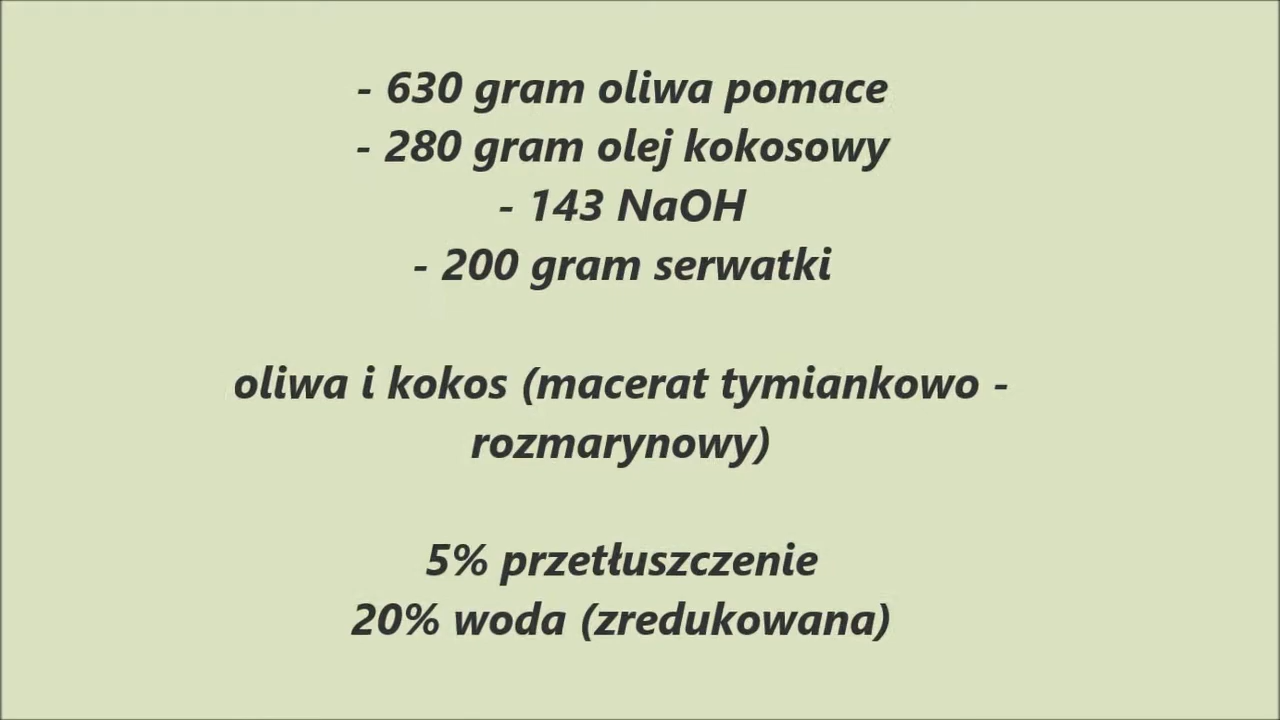 - 630 gram oliwa pomace
- 280 gram olej kokosowy
- 143 NaOH
- 200 gram serwatki
oliwa i kokos (macerat tymiankowo -
rozmarynowy)
5% przetłuszczenie
20% woda (zredukowana)